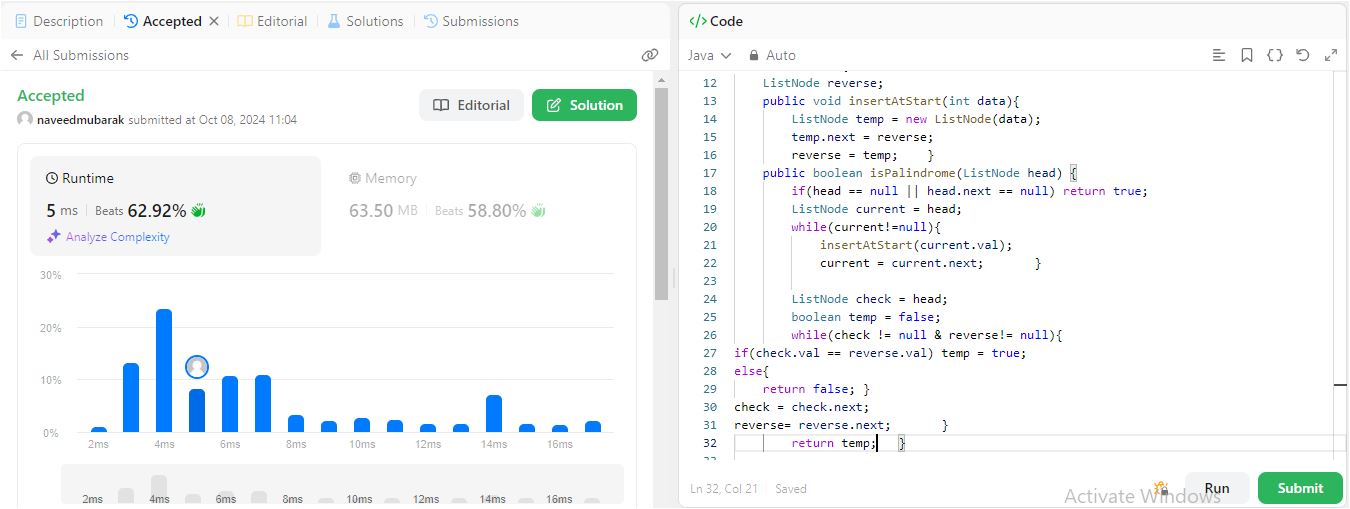 Description Accepted Editorial Solutions Submissions
All Submissions
Accepted
naveedmubarak submitted at Oct 08, 2024 11:04
Editorial
Solution
Runtime
5 ms Beats 62.92%
Analyze Complexity
Memory
63.50 MB Beats 58.80%
30%
20%
10%
0%
2ms 4ms 6ms 8ms 10ms 12ms 14ms 16ms
2ms 4ms 6ms 8ms 10ms 12ms 14ms 16ms
</> Code
Java Auto
12 ListNode reverse;
13 public void insertAtStart(int data){
14 ListNode temp = new ListNode(data);
15 temp.next = reverse;
16 reverse = temp; }
17 public boolean isPalindrome(ListNode head) {
18 if(head == null || head.next == null) return true;
19 ListNode current = head;
20 while(current!=null){
21 insertAtStart(current.val);
22 current = current.next; }
23
24 ListNode check = head;
25 boolean temp = false;
26 while(check != null & reverse!= null){
27 if(check.val == reverse.val) temp = true;
28 else{
29 return false; }
30 check = check.next;
31 reverse= reverse.next; }
32 return temp; }
Ln 32, Col 21 Saved
Run
Submit
Activate Windows